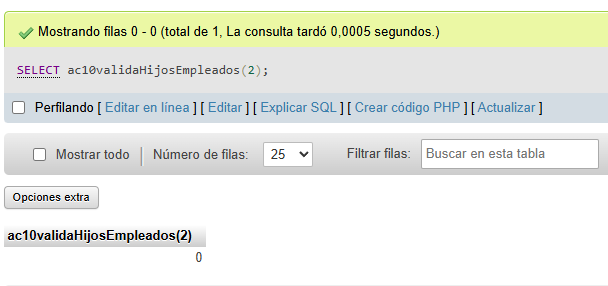 Mostrando filas 0 - 0 (total de 1, La consulta tardó 0,0005 segundos.)
SELECT ac10validaHijosEmpleados(2);
Perfilando [ Editar en línea ] [ Editar ] [ Explicar SQL ] [ Crear código PHP ] [ Actualizar ]
Mostrar todo | Número de filas: 25 Filtrar filas: Buscar en esta tabla
Opciones extra
ac10validaHijosEmpleados(2)
0